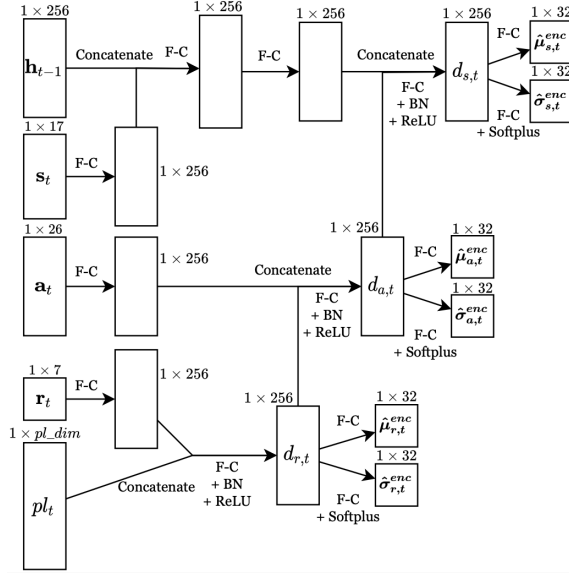 1 × 256
h_{t−1}
Concatenate
F-C
1 × 256
F-C
1 × 256
Concatenate
F-C
+ BN
+ ReLU
1 × 256
d_{s,t}
F-C
1 × 32
μ̂^{enc}_{s,t}
1 × 32
σ̂^{enc}_{s,t}
F-C
+ Softplus
1 × 17
s_t
F-C
1 × 256
1 × 26
a_t
F-C
1 × 256
Concatenate
F-C
+ BN
+ ReLU
1 × 256
d_{a,t}
F-C
1 × 32
μ̂^{enc}_{a,t}
1 × 32
σ̂^{enc}_{a,t}
F-C
+ Softplus
1 × 7
r_t
F-C
1 × 256
1 × pl_dim
pl_t
Concatenate
F-C
+ BN
+ ReLU
1 × 256
d_{r,t}
F-C
1 × 32
μ̂^{enc}_{r,t}
1 × 32
σ̂^{enc}_{r,t}
F-C
+ Softplus